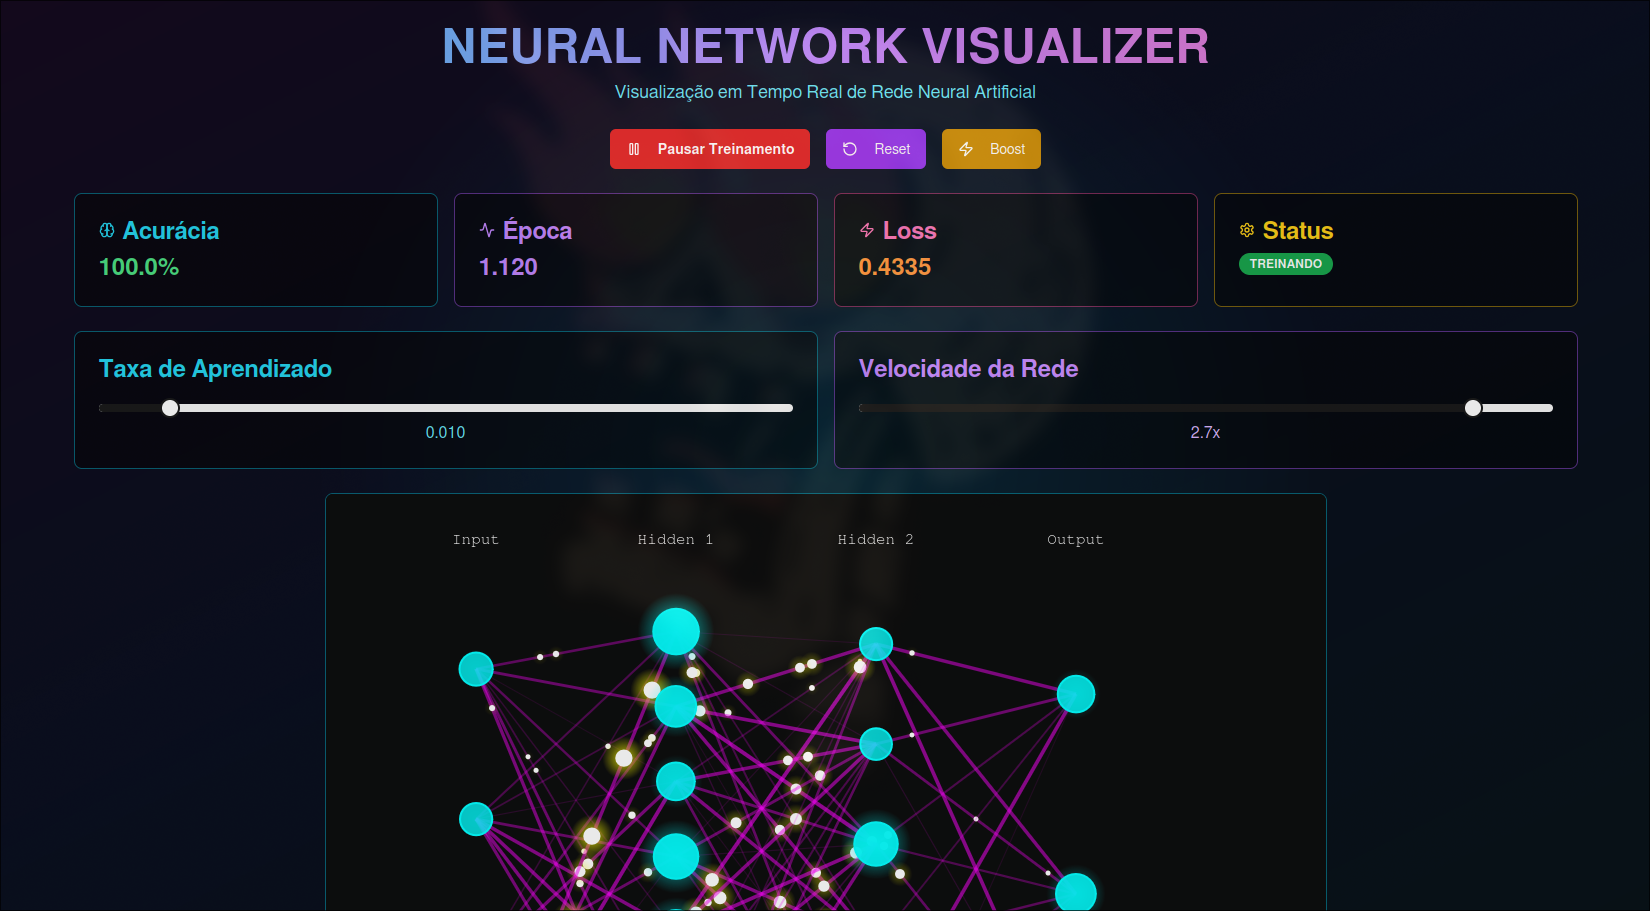 NEURAL NETWORK VISUALIZER
Visualização em Tempo Real de Rede Neural Artificial
Pausar Treinamento
Reset
Boost
Acurácia
100.0%
Época
1.120
Loss
0.4335
Status
TREINANDO
Taxa de Aprendizado
0.010
Velocidade da Rede
2.7x
Input
Hidden 1
Hidden 2
Output